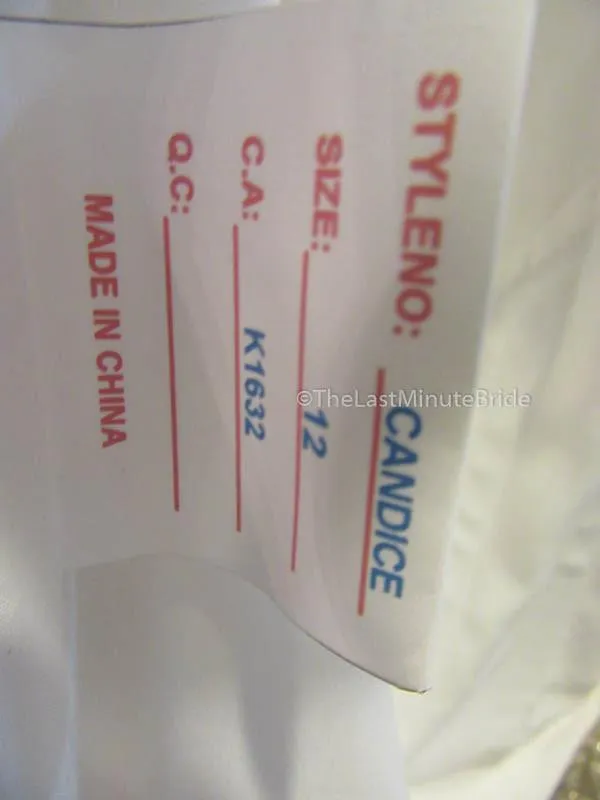 STYLENO: CANDICE
SIZE: 12
C.A: K1632
Q.C:
MADE IN CHINA
©TheLastMinuteBride